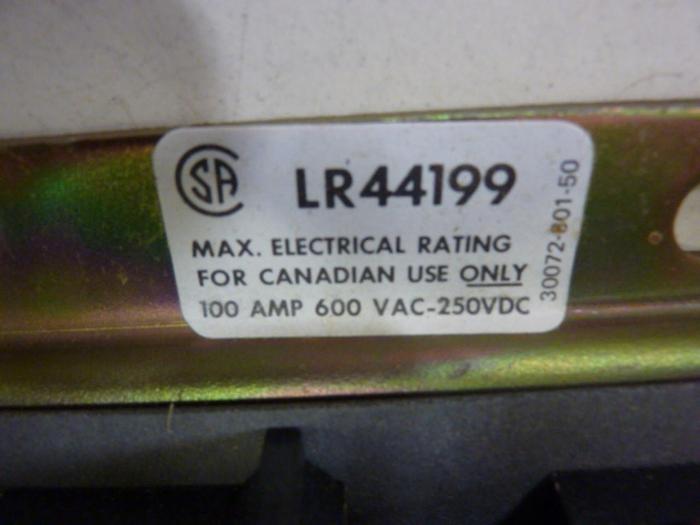 CSA LR44199
MAX. ELECTRICAL RATING
FOR CANADIAN USE ONLY
100 AMP 600 VAC-250VDC
30072-801-50